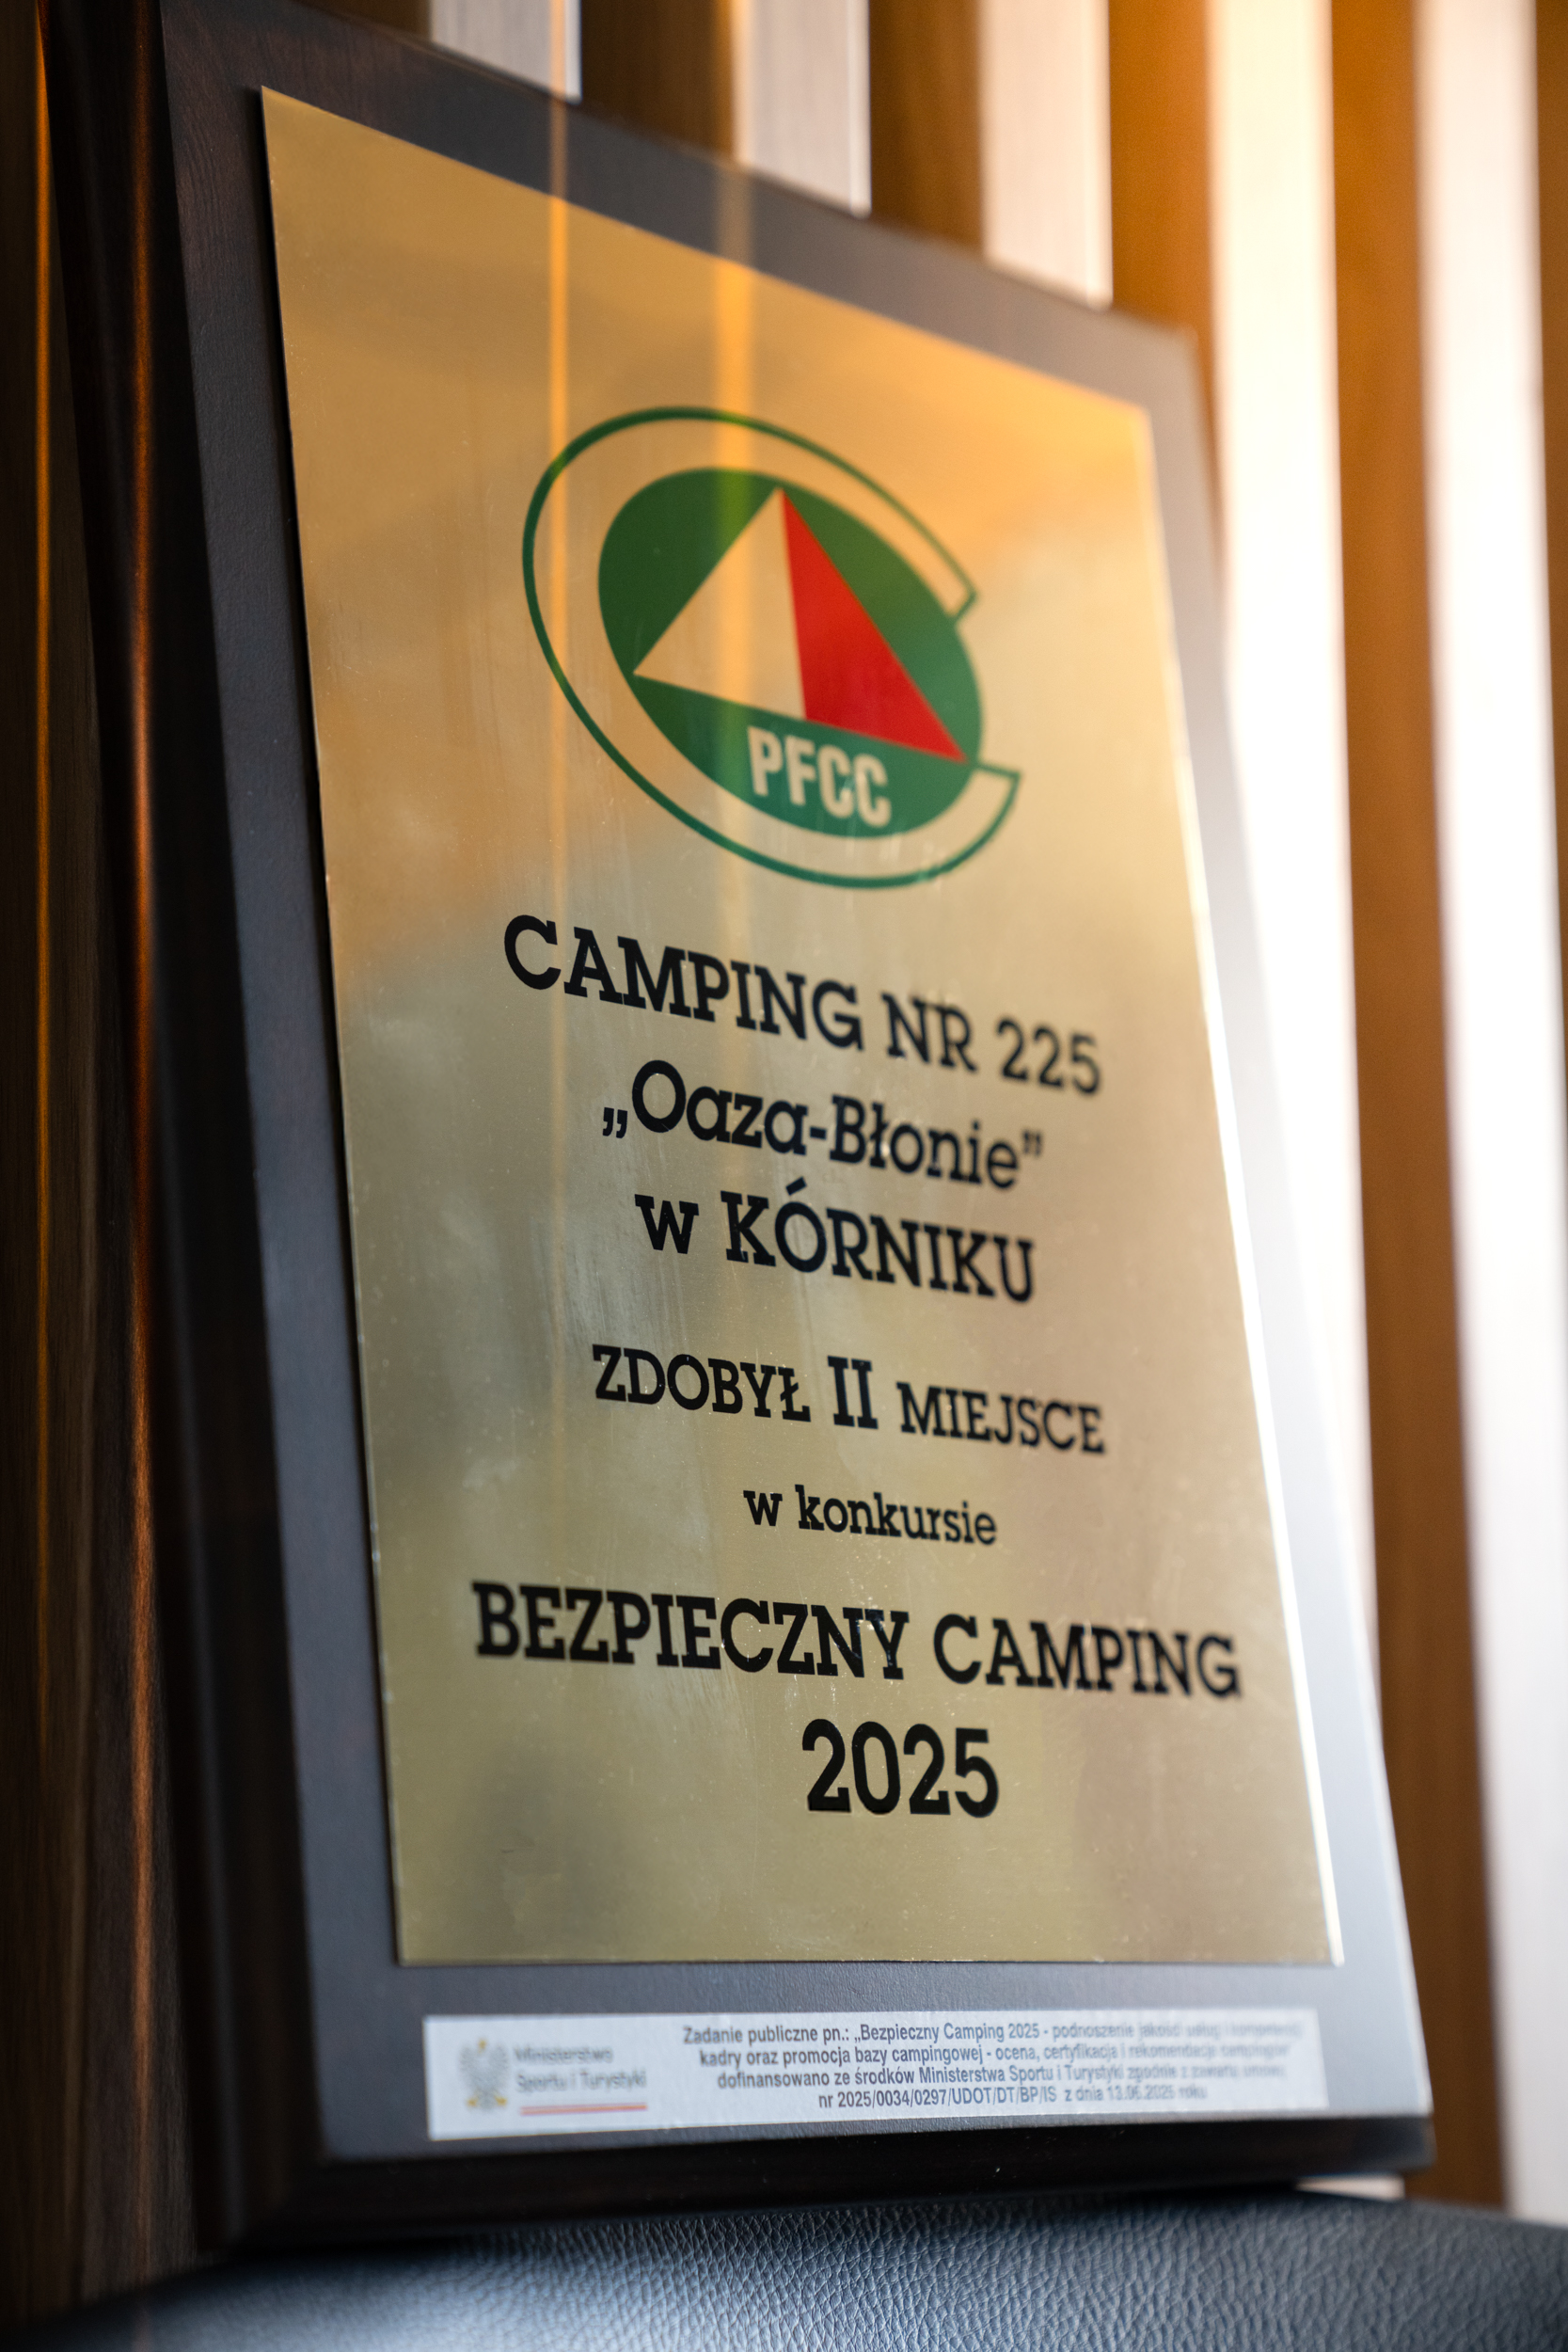 PFCC
CAMPING NR 225
„Oaza-Błonie”
w KÓRNIKU
ZDOBYŁ II MIEJSCE
w konkursie
BEZPIECZNY CAMPING
2025
Ministerstwo
Sportu i Turystyki
Zadanie publiczne pn.: „Bezpieczny Camping 2025 - podnoszenie jakości usług i kompetencji
kadry oraz promocja bazy campingowej - ocena, certyfikacja i rekomendacja campingów”
dofinansowano ze środków Ministerstwa Sportu i Turystyki zgodnie z zawartą umową
nr 2025/0034/0297/UDOT/DT/BP/IS z dnia 13.06.2025 roku